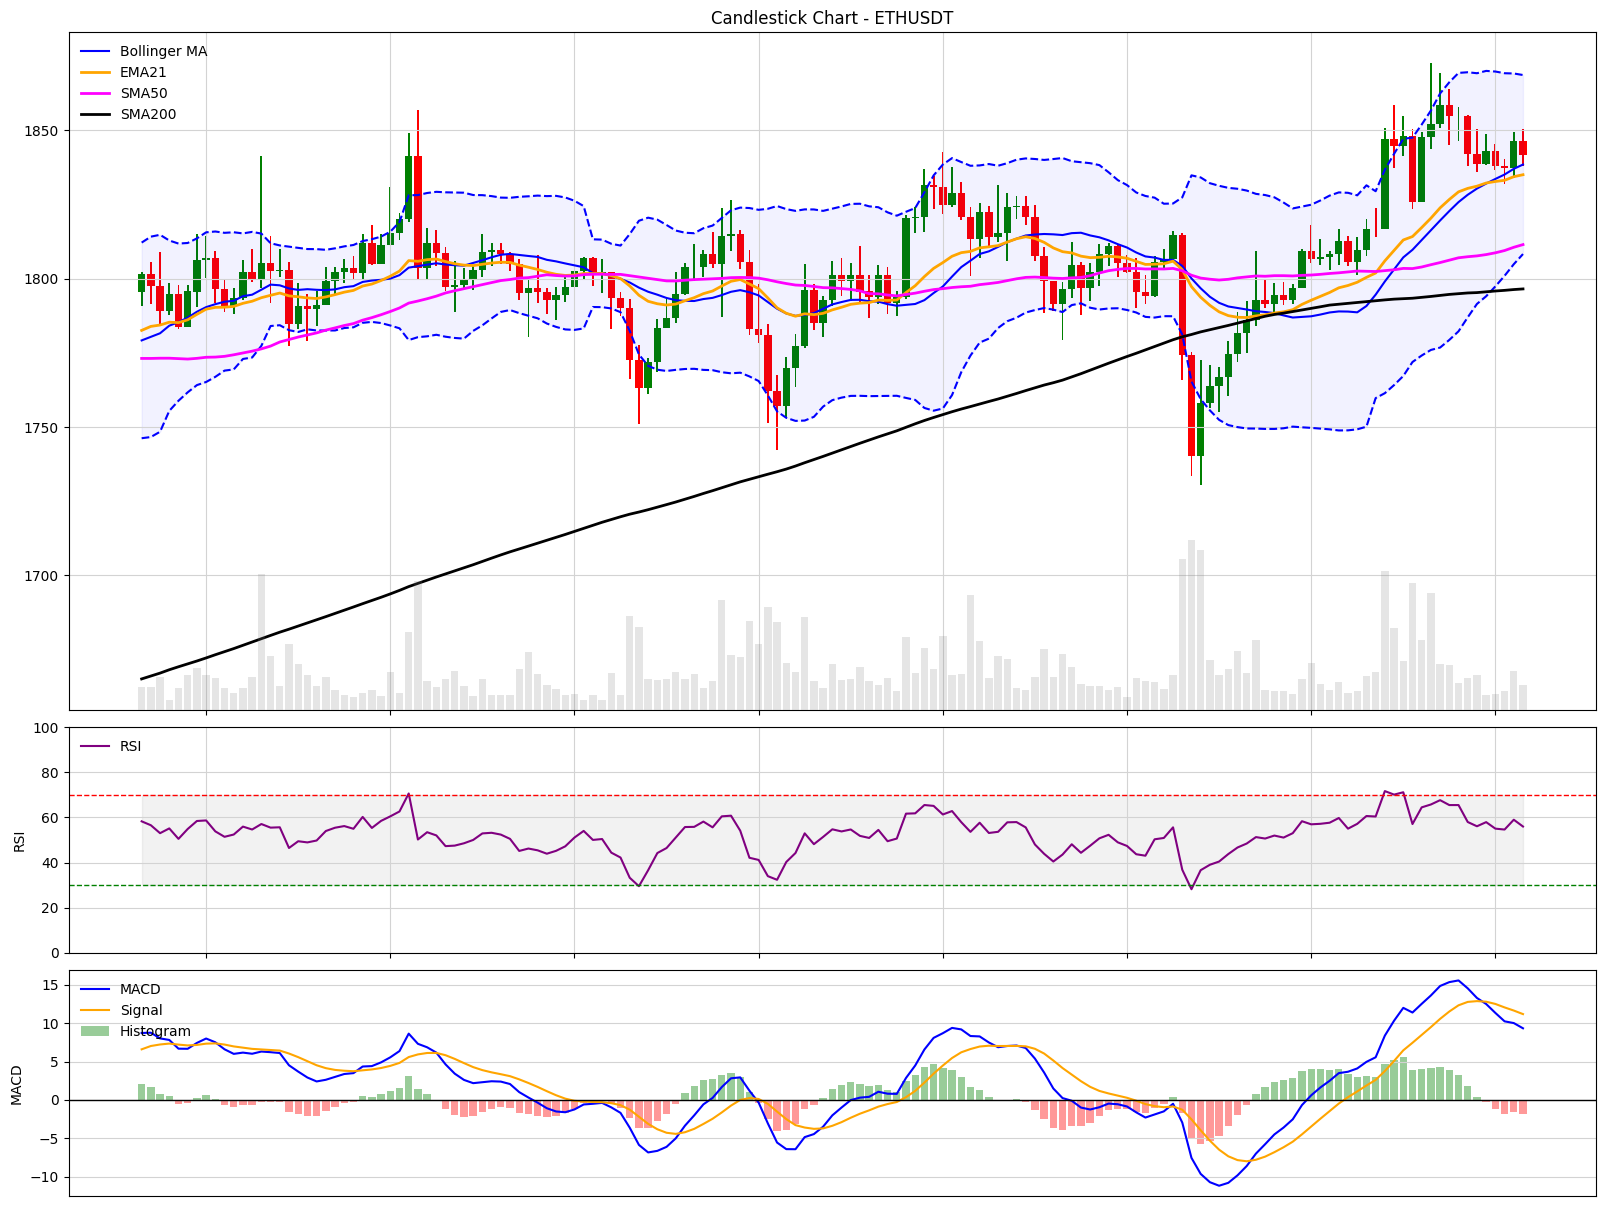 Candlestick Chart - ETHUSDT
Bollinger MA
EMA21
SMA50
SMA200
1850
1800
1750
1700
100
80
60
40
20
0
RSI
RSI
15
10
5
0
−5
−10
MACD
MACD
Signal
Histogram